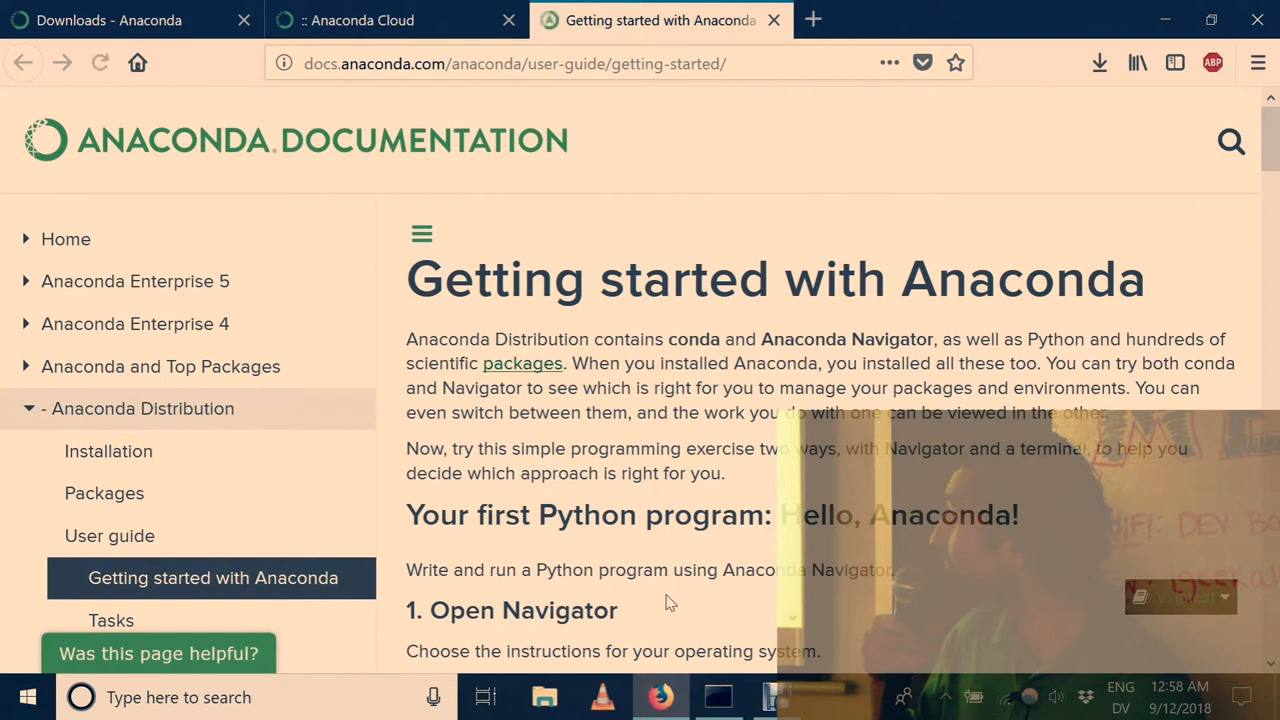 Downloads - Anaconda
:: Anaconda Cloud
Getting started with Anaconda
docs.anaconda.com/anaconda/user-guide/getting-started/
ABP
ANACONDA.DOCUMENTATION
Home
Anaconda Enterprise 5
Anaconda Enterprise 4
Anaconda and Top Packages
- Anaconda Distribution
Installation
Packages
User guide
Getting started with Anaconda
Tasks
Was this page helpful?
Getting started with Anaconda
Anaconda Distribution contains conda and Anaconda Navigator, as well as Python and hundreds of
scientific packages. When you installed Anaconda, you installed all these too. You can try both conda
and Navigator to see which is right for you to manage your packages and environments. You can
even switch between them, and the work you do with one can be viewed in the other.
Now, try this simple programming exercise two ways, with Navigator and a terminal, to help you
decide which approach is right for you.
Your first Python program: Hello, Anaconda!
Write and run a Python program using Anaconda Navigator.
1. Open Navigator
Choose the instructions for your operating system.
DEV
Type here to search
ENG
DV
12:58 AM
9/12/2018